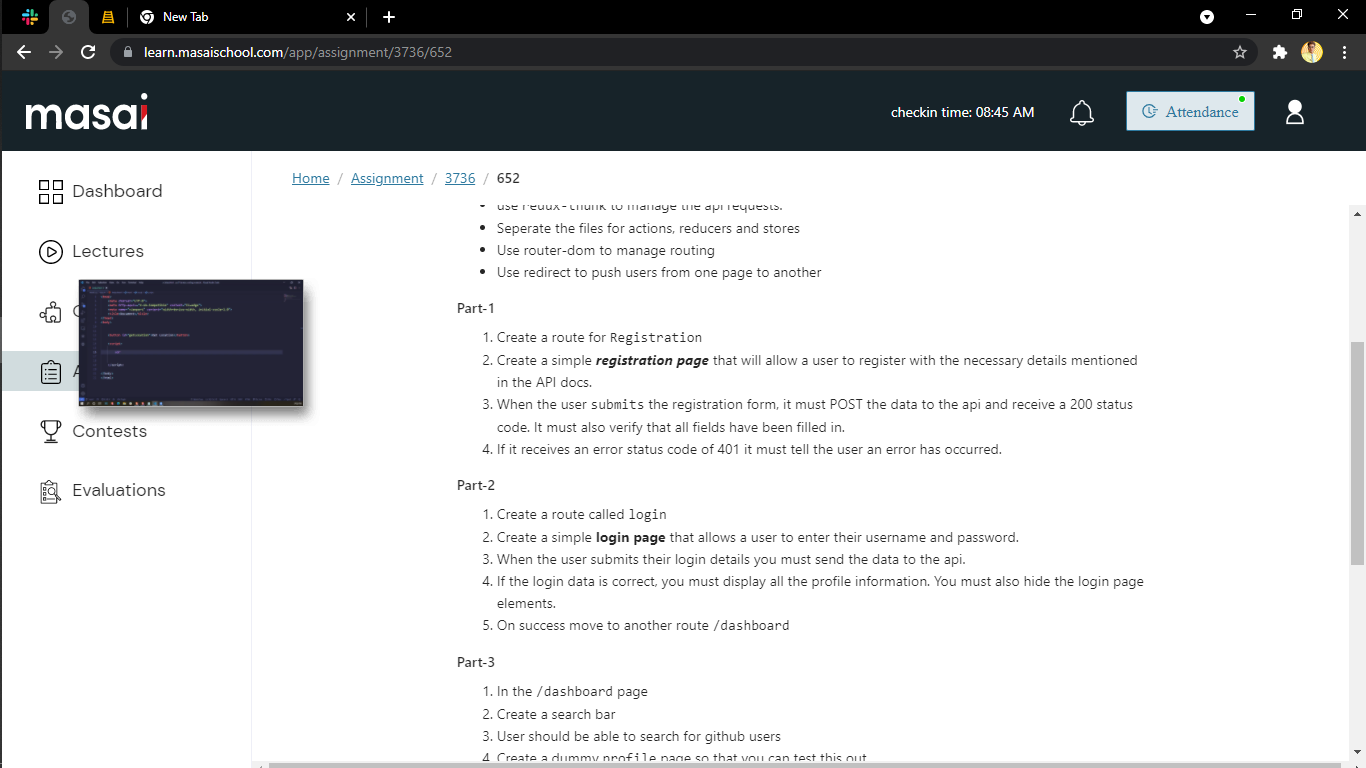 New Tab
learn.masaischool.com/app/assignment/3736/652
masai
checkin time: 08:45 AM
Attendance
Home / Assignment / 3736 / 652
Dashboard
Lectures
Contests
Evaluations
use redux-thunk to manage the api requests.
• Seperate the files for actions, reducers and stores
• Use router-dom to manage routing
• Use redirect to push users from one page to another
Part-1
1. Create a route for Registration
2. Create a simple registration page that will allow a user to register with the necessary details mentioned
in the API docs.
3. When the user submits the registration form, it must POST the data to the api and receive a 200 status
code. It must also verify that all fields have been filled in.
4. If it receives an error status code of 401 it must tell the user an error has occurred.
Part-2
1. Create a route called login
2. Create a simple login page that allows a user to enter their username and password.
3. When the user submits their login details you must send the data to the api.
4. If the login data is correct, you must display all the profile information. You must also hide the login page
elements.
5. On success move to another route /dashboard
Part-3
1. In the /dashboard page
2. Create a search bar
3. User should be able to search for github users
4. Create a dummy profile page so that you can test this out